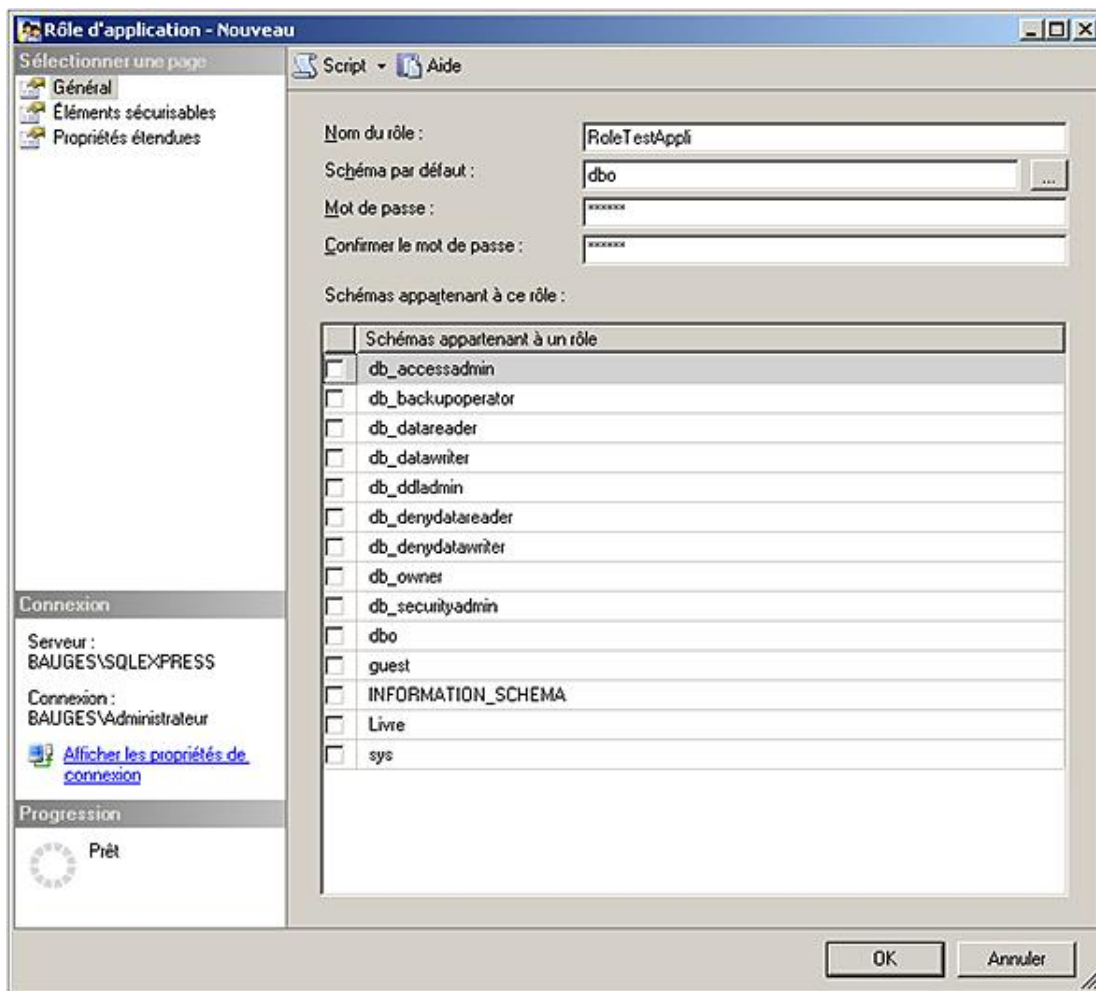 Rôle d'application - Nouveau
Sélectionner une page
Général
Éléments sécurisables
Propriétés étendues
Script
Aide
Nom du rôle :
RoleTestAppli
Schéma par défaut :
dbo
...
Mot de passe :
******
Confirmer le mot de passe :
******
Schémas appartenant à ce rôle :
Schémas appartenant à un rôle
db_accessadmin
db_backupoperator
db_datareader
db_datawriter
db_ddladmin
db_denydatareader
db_denydatawriter
db_owner
db_securityadmin
dbo
guest
INFORMATION_SCHEMA
Livre
sys
Connexion
Serveur :
BAUGES\SQLEXPRESS
Connexion :
BAUGES\Administrateur
Afficher les propriétés de
connexion
Progression
Prêt
OK
Annuler